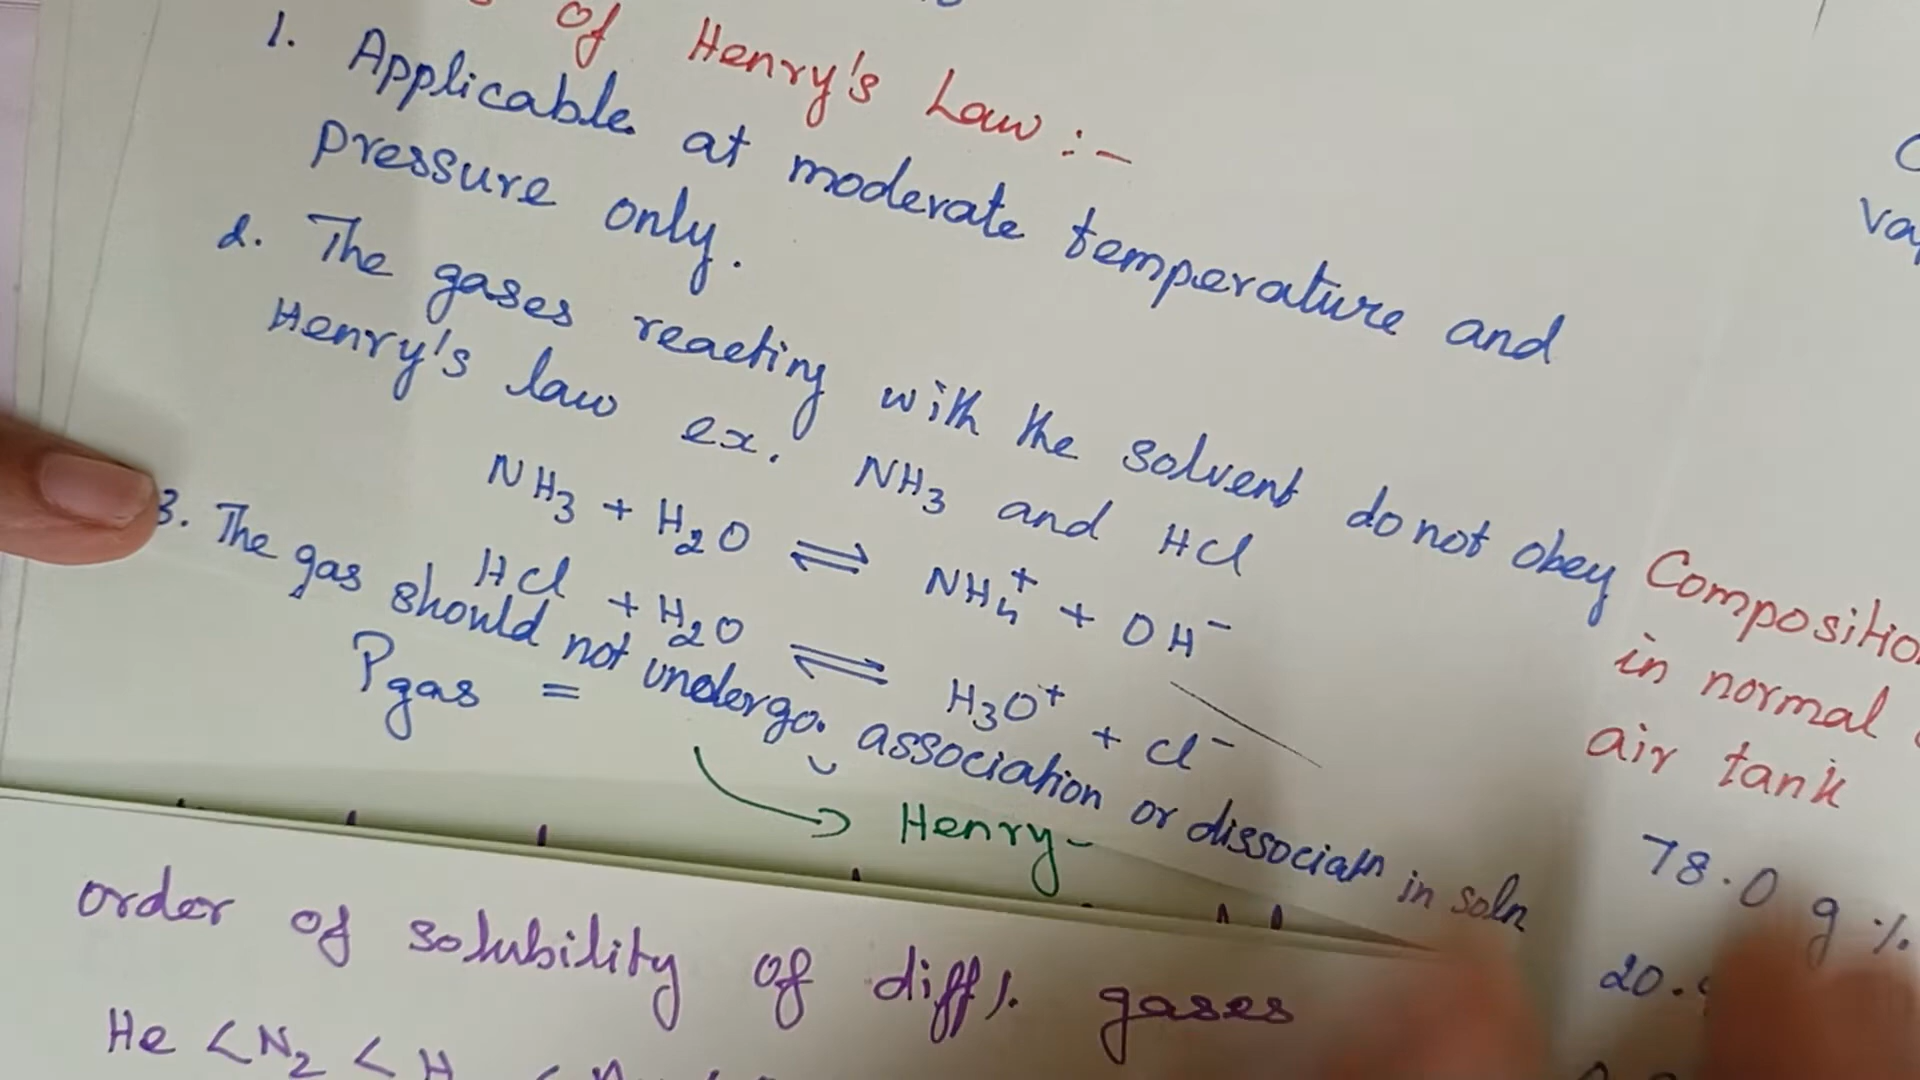 of Henry's Law :-
1. Applicable at moderate temperature and
pressure only.
2. The gases reacting with the solvent do not obey
Henry's law ex. NH3 and HCl
NH3 + H2O ⇌ NH4+ + OH-
HCl + H2O ⇌ H3O+ + Cl-
3. The gas should not undergo association or dissociatn in soln
Pgas =
→ Henry-
order of solubility of diff/. gases
He < N2 < H
in normal
air tank
78.0 g %.
20.